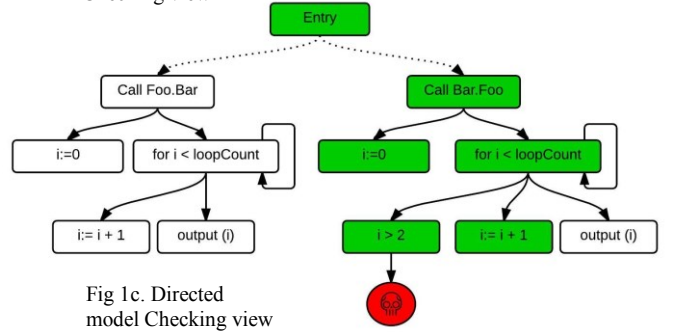 Entry
Call Foo.Bar
Call Bar.Foo
i:=0
for i < loopCount
i:=0
for i < loopCount
i:= i + 1
output (i)
i > 2
i:= i + 1
output (i)
Fig 1c. Directed
model Checking view